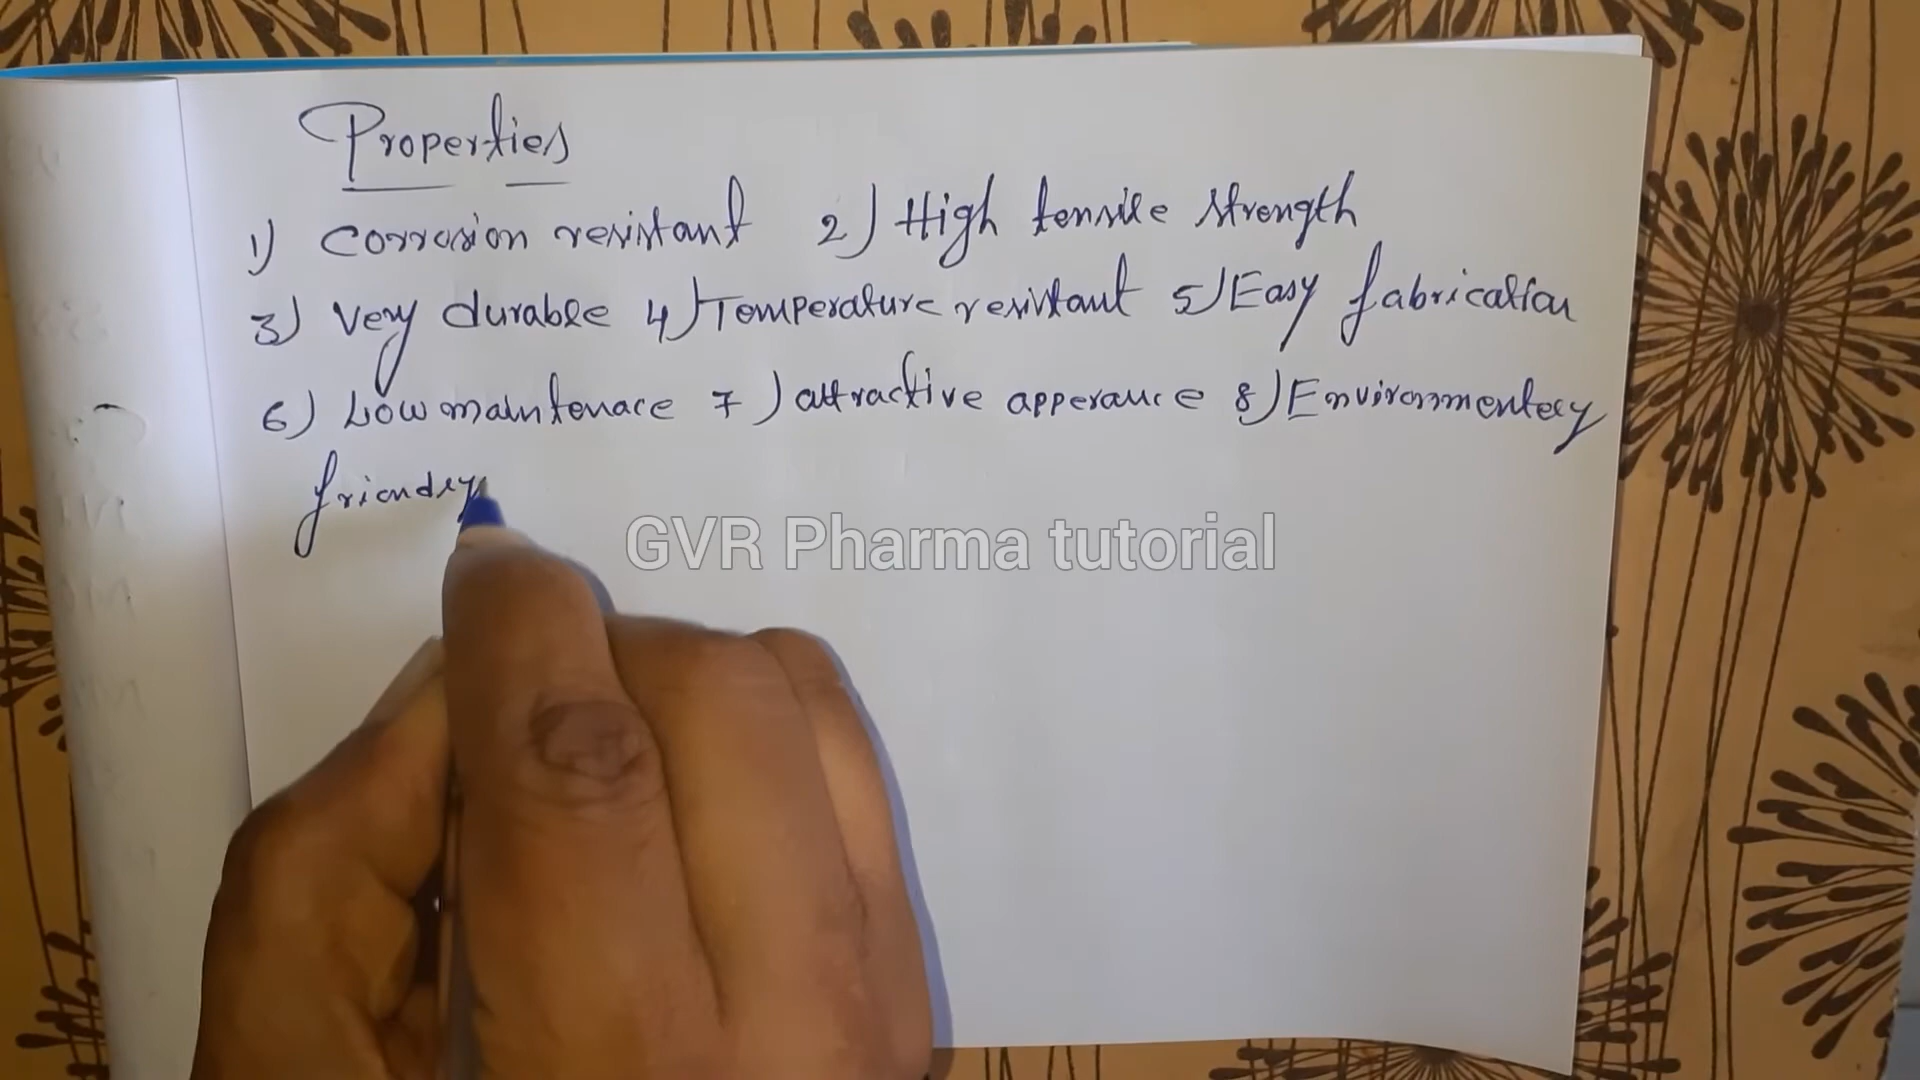 Properties
1) Corrosion resistant 2) High tensile strength
3) Very durable 4) Temperature resistant 5) Easy fabrication
6) Low maintenace 7) attractive apperance 8) Environmentely
friendly
GVR Pharma tutorial